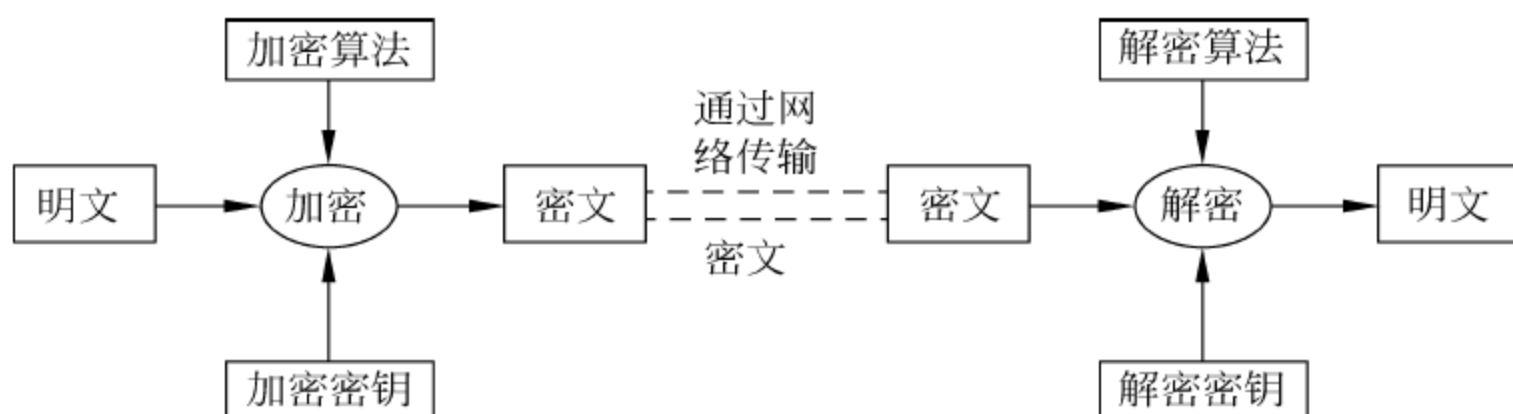 加密算法
解密算法
通过网
络传输
明文
加密
密文
密文
解密
明文
密文
加密密钥
解密密钥